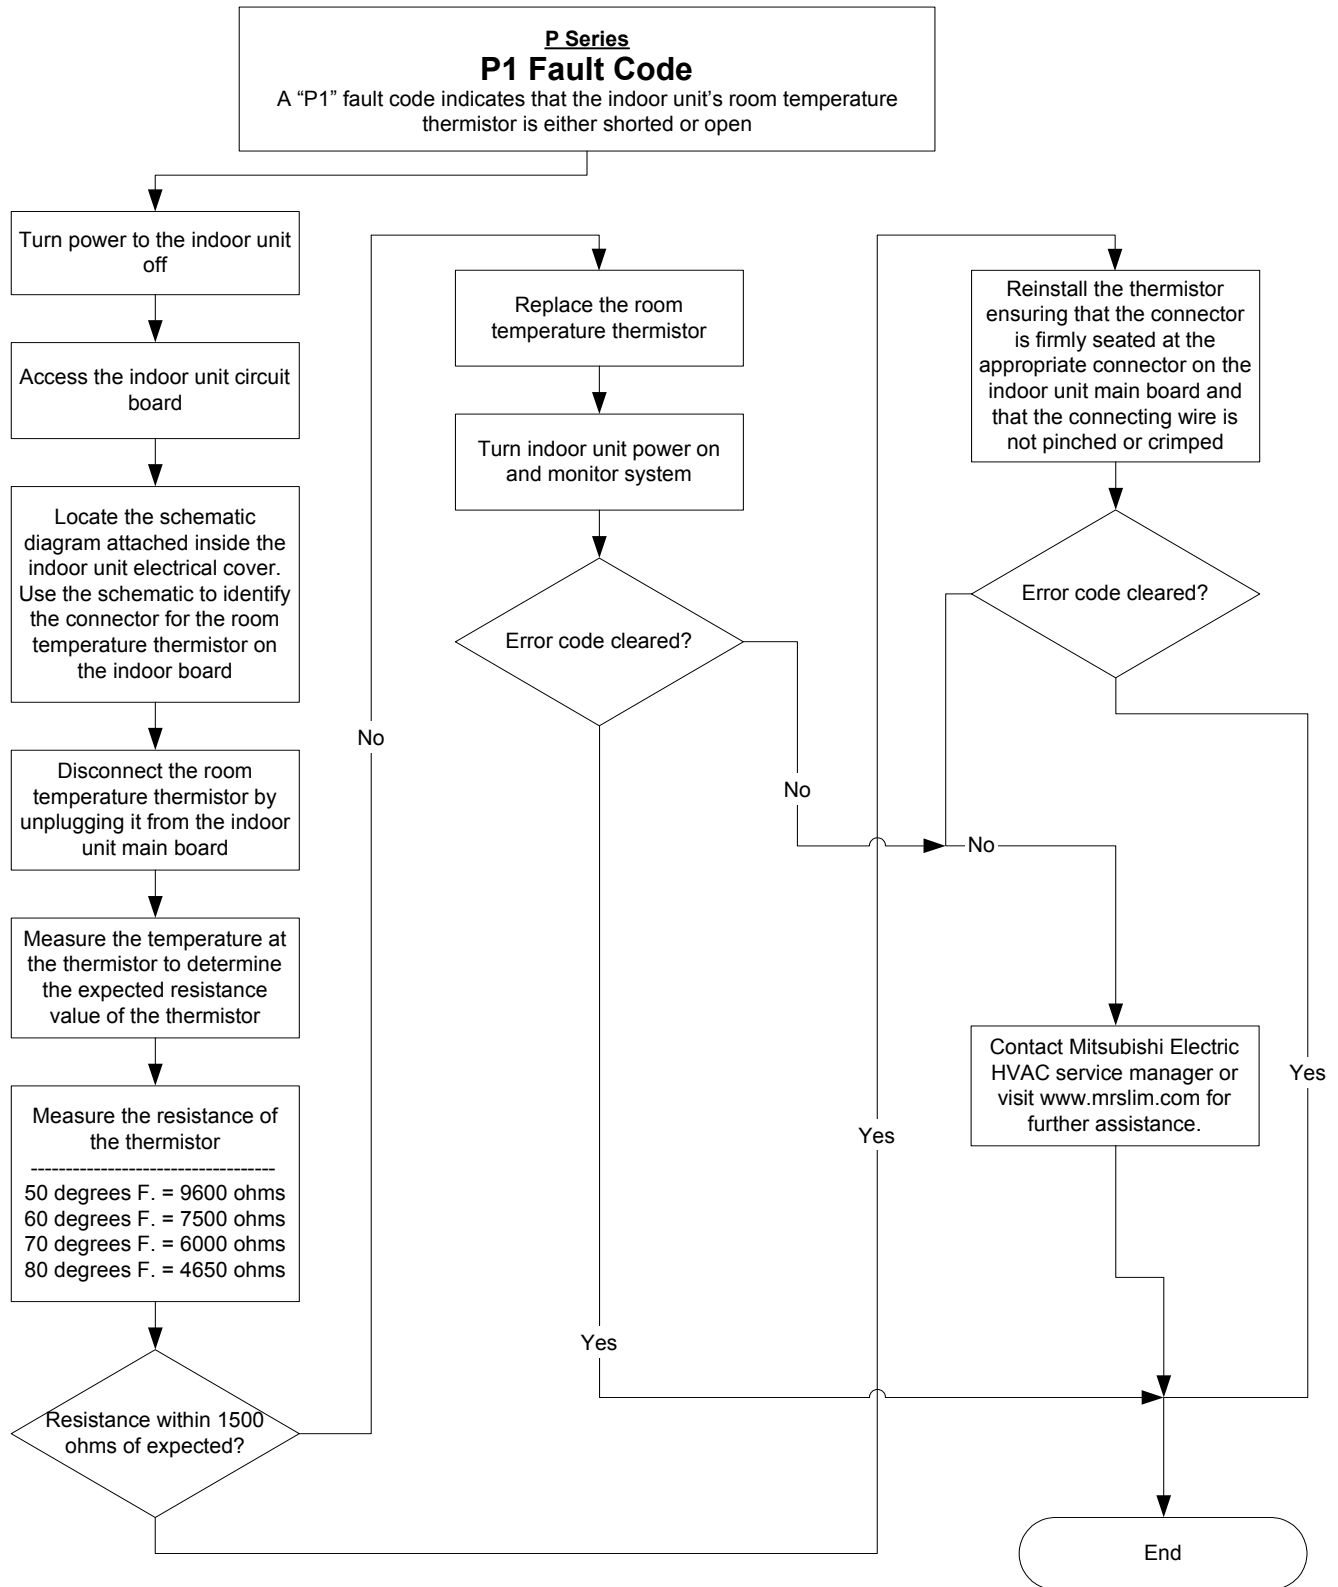 P Series
P1 Fault Code
A “P1” fault code indicates that the indoor unit’s room temperature
thermistor is either shorted or open
Turn power to the indoor unit
off
Access the indoor unit circuit
board
Locate the schematic
diagram attached inside the
indoor unit electrical cover.
Use the schematic to identify
the connector for the room
temperature thermistor on
the indoor board
Disconnect the room
temperature thermistor by
unplugging it from the indoor
unit main board
Measure the temperature at
the thermistor to determine
the expected resistance
value of the thermistor
Measure the resistance of
the thermistor
-----------------------------------
50 degrees F. = 9600 ohms
60 degrees F. = 7500 ohms
70 degrees F. = 6000 ohms
80 degrees F. = 4650 ohms
Resistance within 1500
ohms of expected?
No
Replace the room
temperature thermistor
Turn indoor unit power on
and monitor system
Error code cleared?
No
Yes
Yes
Reinstall the thermistor
ensuring that the connector
is firmly seated at the
appropriate connector on the
indoor unit main board and
that the connecting wire is
not pinched or crimped
Error code cleared?
No
Yes
Contact Mitsubishi Electric
HVAC service manager or
visit www.mrslim.com for
further assistance.
End